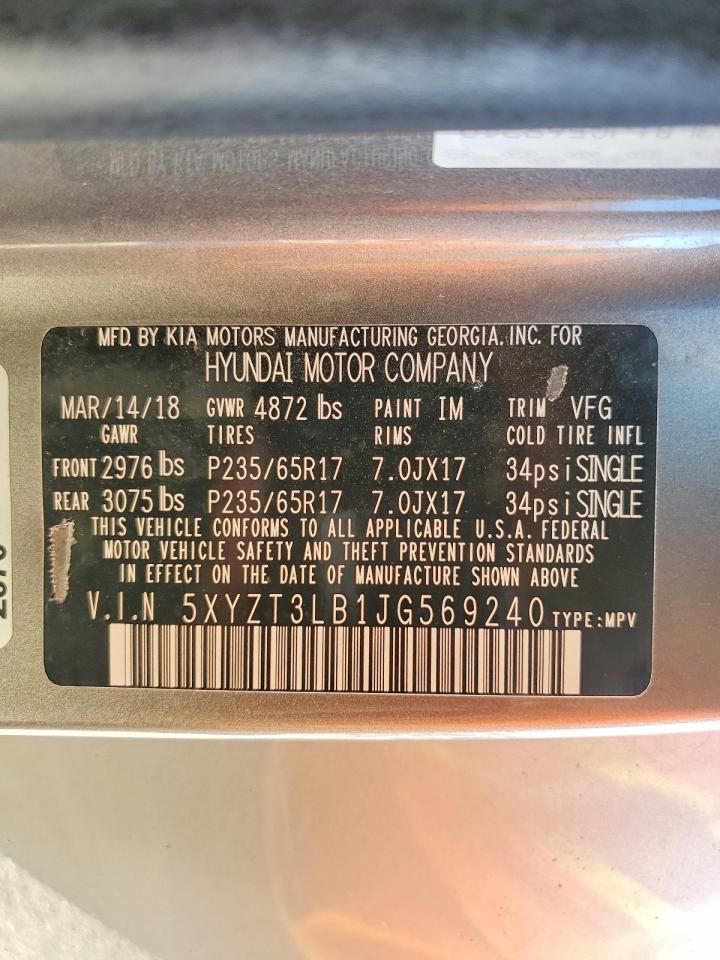 MFD. BY KIA MOTORS MANUFACTURING GEORGIA. INC. FOR
HYUNDAI MOTOR COMPANY
MAR/14/18 GVWR 4872 lbs PAINT IM TRIM VFG
GAWR TIRES RIMS COLD TIRE INFL
FRONT 2976 lbs P235/65R17 7.0JX17 34psi SINGLE
REAR 3075 lbs P235/65R17 7.0JX17 34psi SINGLE
THIS VEHICLE CONFORMS TO ALL APPLICABLE U.S.A. FEDERAL
MOTOR VEHICLE SAFETY AND THEFT PREVENTION STANDARDS
IN EFFECT ON THE DATE OF MANUFACTURE SHOWN ABOVE
V.I.N 5XYZT3LB1JG569240 TYPE:MPV